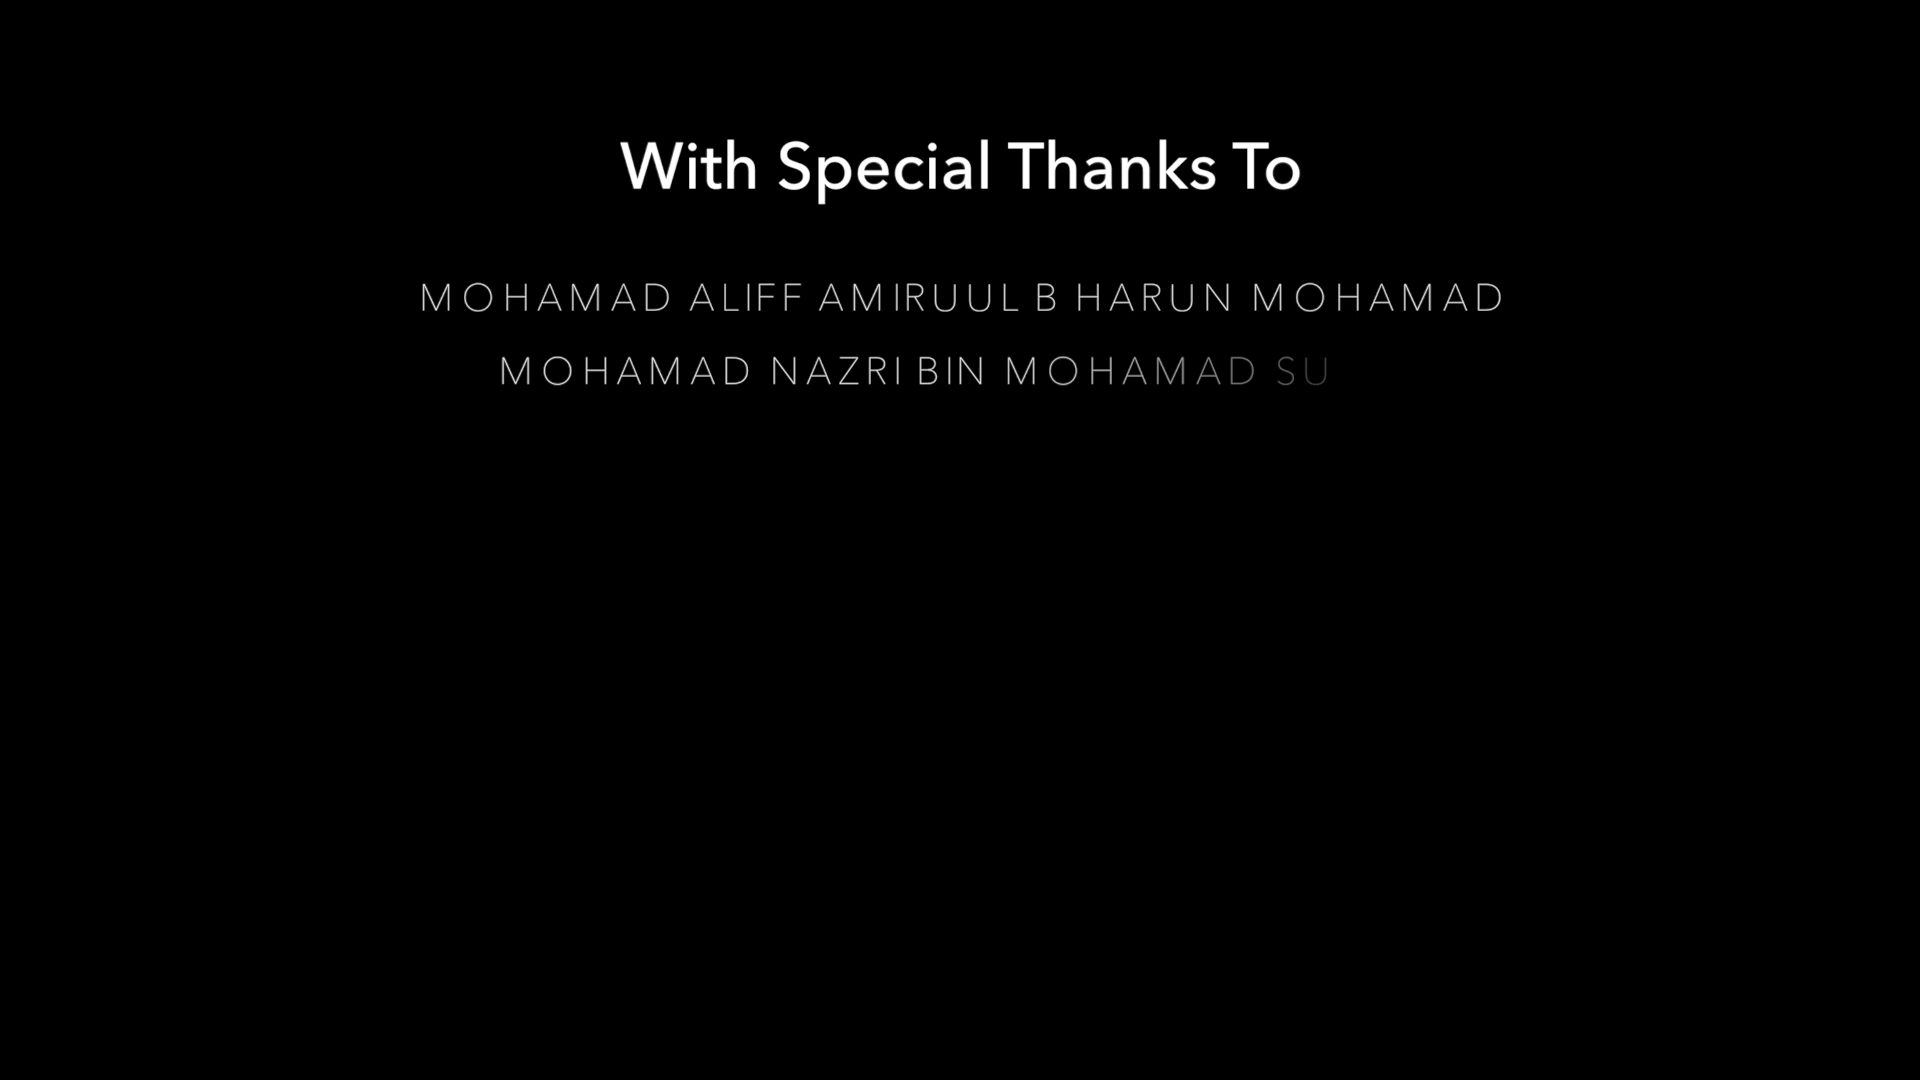 With Special Thanks To
MOHAMAD ALIFF AMIRUUL B HARUN MOHAMAD
MOHAMAD NAZRI BIN MOHAMAD SU